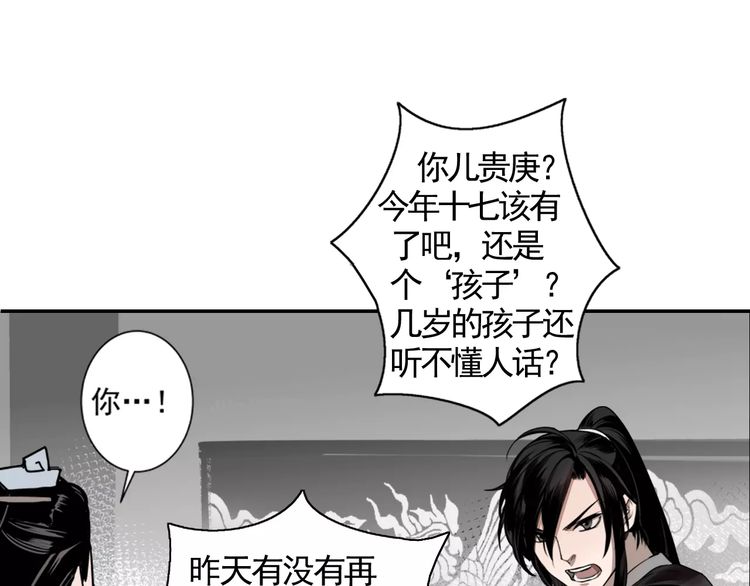 你儿贵庚？
今年十七该有
了吧，还是
个‘孩子’？
几岁的孩子还
听不懂人话？
你…！
昨天有没有再